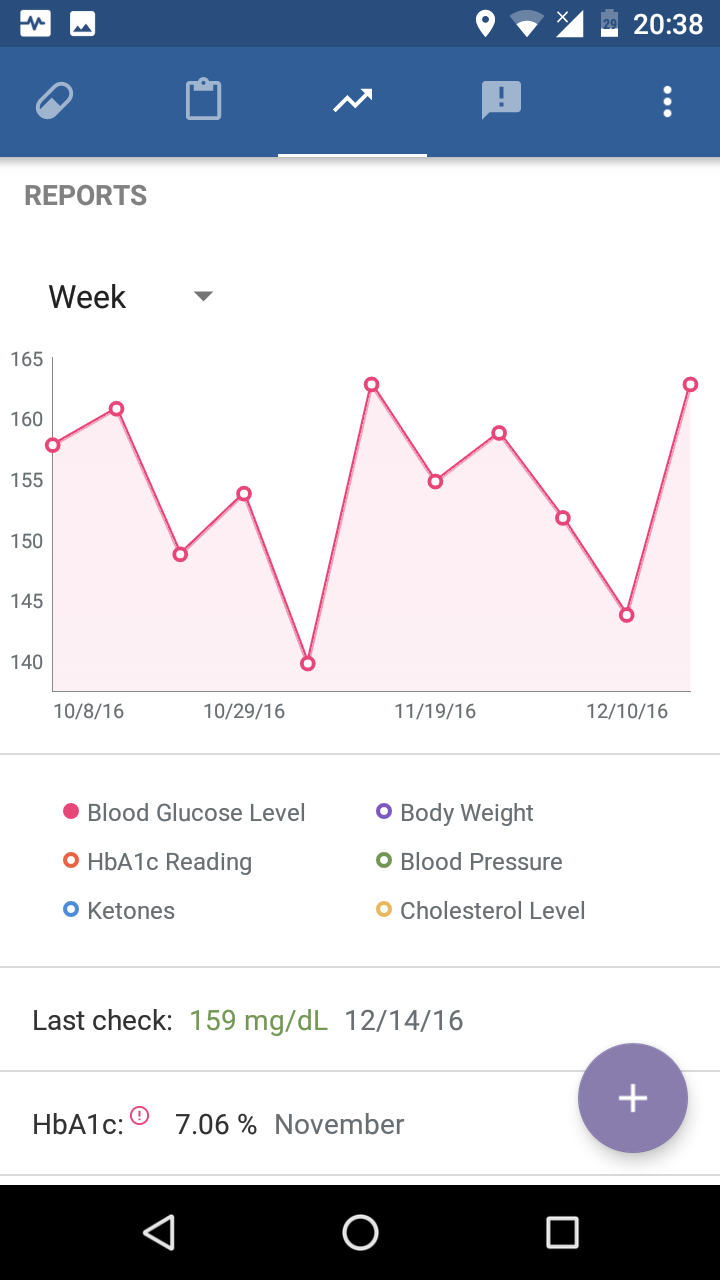 29 20:38
REPORTS
Week
165
160
155
150
145
140
10/8/16 10/29/16 11/19/16 12/10/16
Blood Glucose Level Body Weight
HbA1c Reading Blood Pressure
Ketones Cholesterol Level
Last check: 159 mg/dL 12/14/16
HbA1c: 7.06 % November